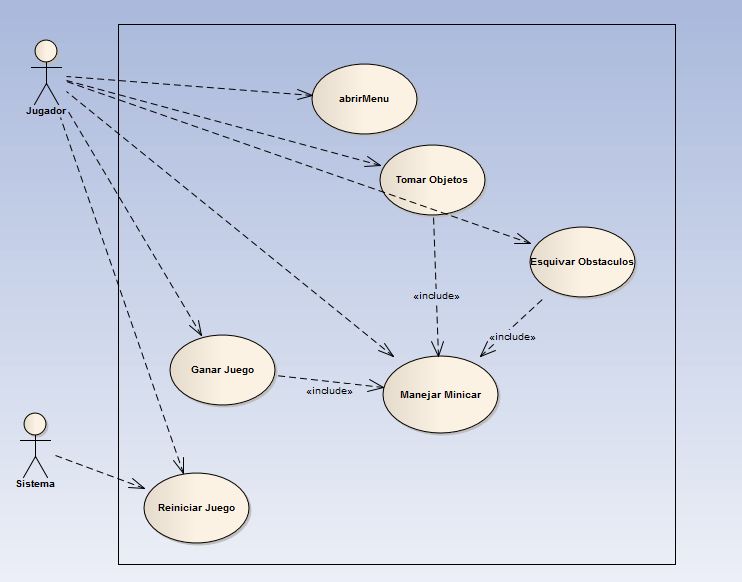 Jugador
abrirMenu
Tomar Objetos
Esquivar Obstaculos
«include»
«include»
Ganar Juego
«include»
Manejar Minicar
Sistema
Reiniciar Juego